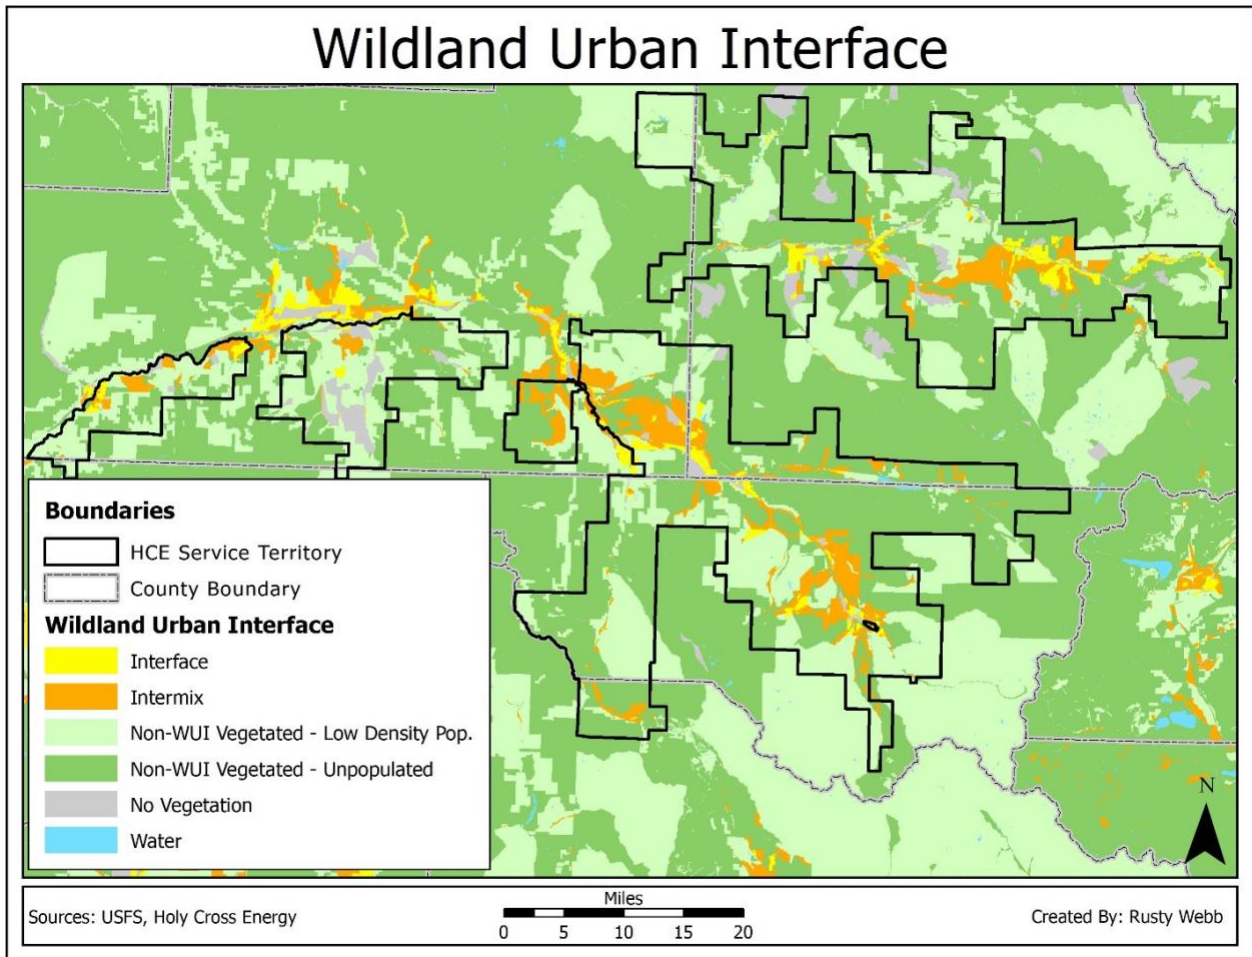 Wildland Urban Interface
Boundaries
HCE Service Territory
County Boundary
Wildland Urban Interface
Interface
Intermix
Non-WUI Vegetated - Low Density Pop.
Non-WUI Vegetated - Unpopulated
No Vegetation
Water
N
Sources: USFS, Holy Cross Energy
Miles
0 5 10 15 20
Created By: Rusty Webb